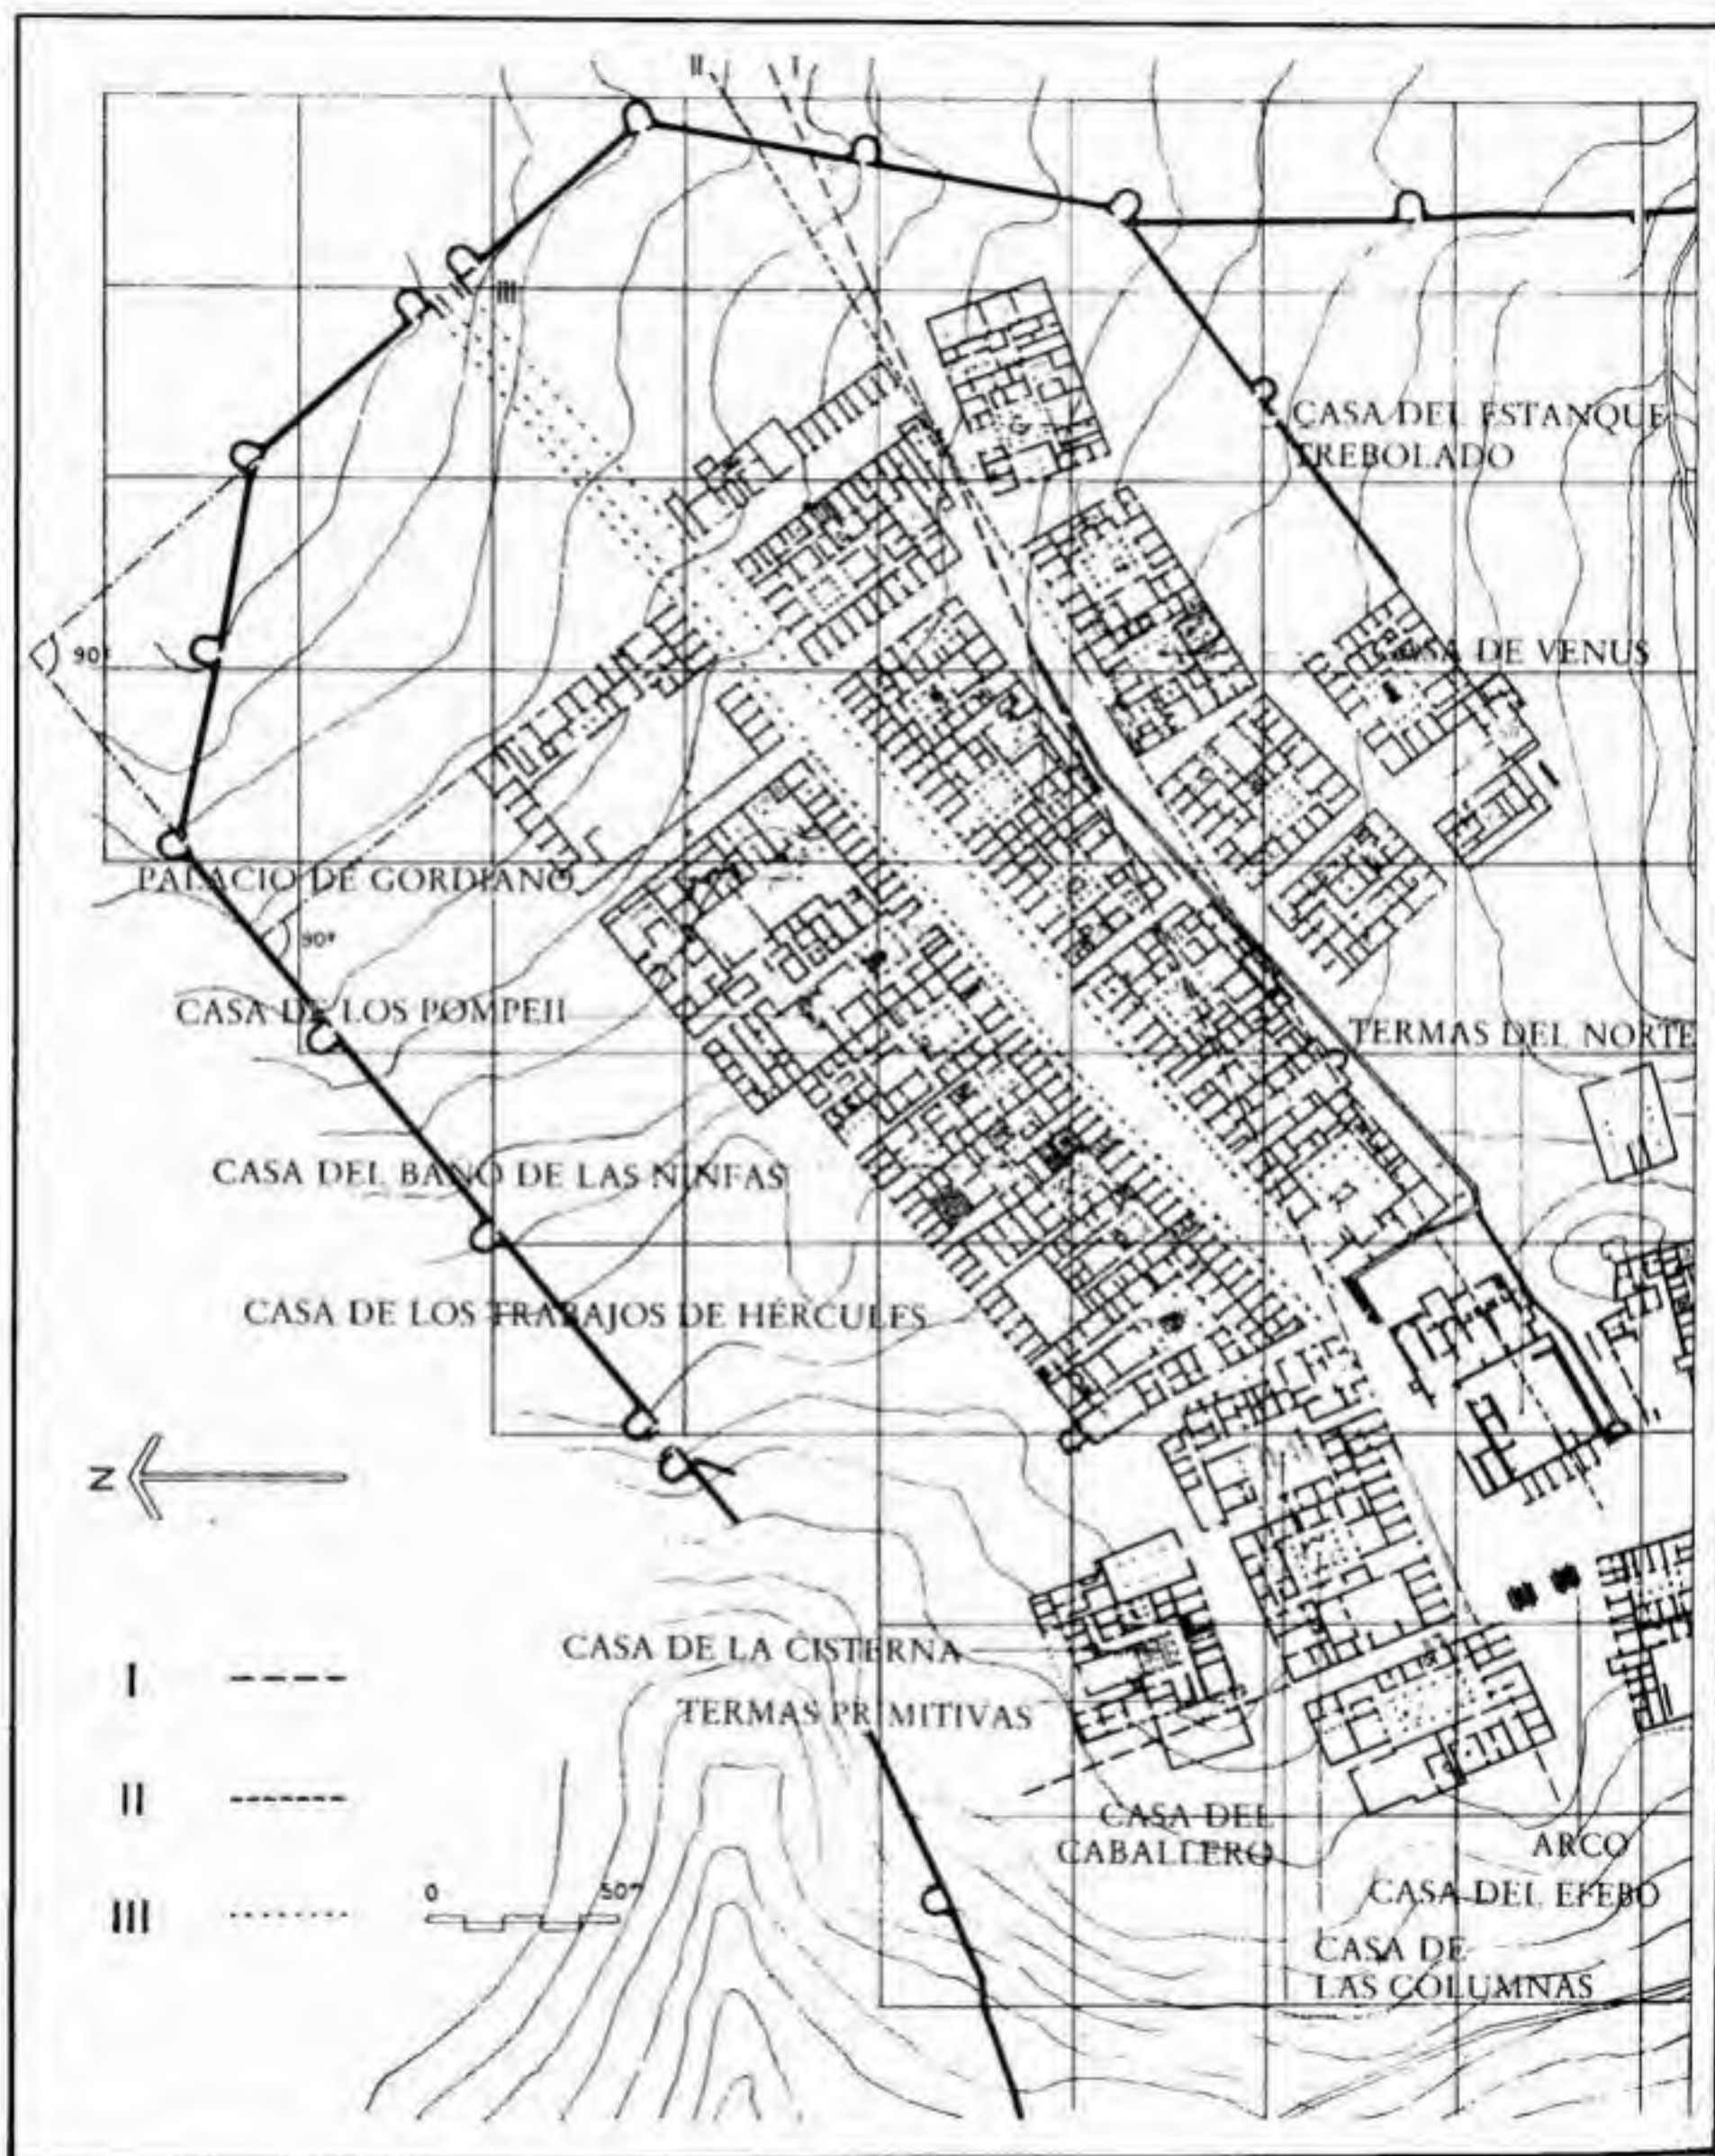 II I
III
CASA DEL ESTANQUE
TREBOLADO
90
CASA DE VENUS
PALACIO DE GORDIANO
90º
CASA DE LOS POMPEII
TERMAS DEL NORTE
CASA DEL BAÑO DE LAS NINFAS
CASA DE LOS TRABAJOS DE HÉRCULES
N
CASA DE LA CISTERNA
I
TERMAS PRIMITIVAS
II
CASA DEL
CABALLERO
ARCO
III
0 50m
CASA DEL EFEBO
CASA DE
LAS COLUMNAS